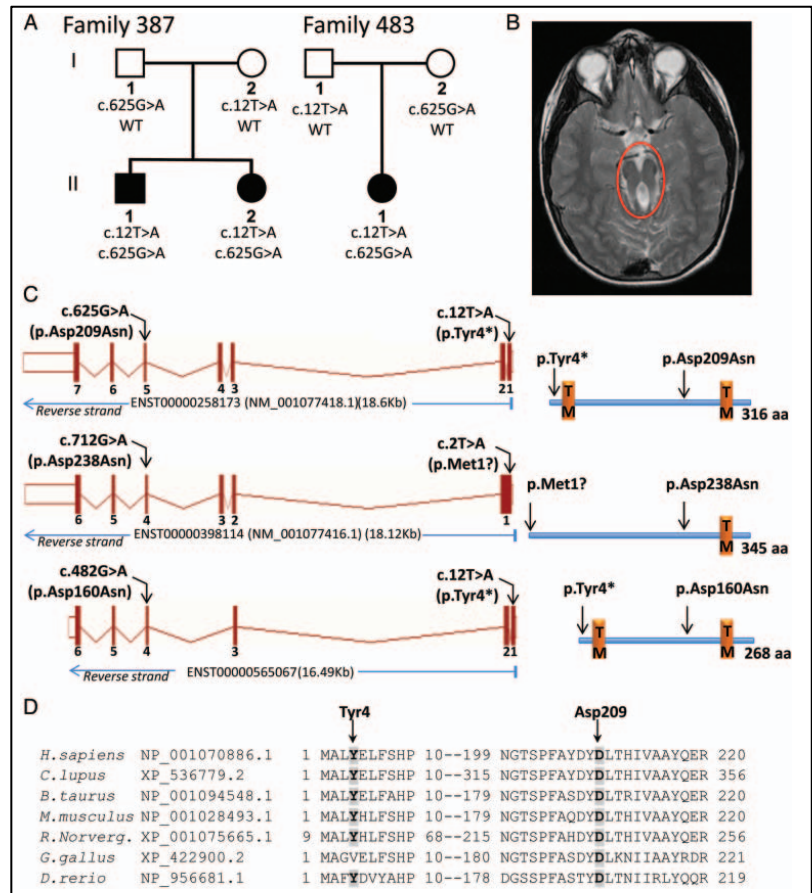 A
Family 387
Family 483
B
I
1
2
1
2
c.625G>A
c.12T>A
c.12T>A
c.625G>A
WT
WT
WT
WT
II
1
2
1
c.12T>A
c.12T>A
c.12T>A
c.625G>A
c.625G>A
c.625G>A
C
c.625G>A
(p.Asp209Asn)
c.12T>A
(p.Tyr4*)
7 6 5 4 3 21
Reverse strand
ENST00000258173 (NM_001077418.1)(18.6Kb)
p.Tyr4*
p.Asp209Asn
TM
TM
316 aa
c.712G>A
(p.Asp238Asn)
c.2T>A
(p.Met1?)
6 5 4 3 2 1
Reverse strand
ENST00000398114 (NM_001077416.1) (18.12Kb)
p.Met1?
p.Asp238Asn
TM
345 aa
c.482G>A
(p.Asp160Asn)
c.12T>A
(p.Tyr4*)
6 5 4 3 21
Reverse strand
ENST00000565067(16.49Kb)
p.Tyr4*
p.Asp160Asn
TM
TM
268 aa
D
Tyr4 Asp209
H.sapiens NP_001070886.1 1 MALYELFSHP 10--199 NGTSPFAYDYDLTHIVAAYQER 220
C.lupus XP_536779.2 1 MALYELFSHP 10--315 NGTSPFAYDYDLTHIVAAYQER 356
B.taurus NP_001094548.1 1 MALYELFAHP 10--179 NGTSPFASDYDLTRIVAAYQER 220
M.musculus NP_001028493.1 1 MALYHLFSHP 10--179 NGTSPFAQDYDLTHIVAAYQER 220
R.Norverg. XP_001075665.1 9 MALYHLFSHP 68--215 NGTSPFAHDYDLTHIVAAYQER 256
G.gallus XP_422900.2 1 MAGVELFSHP 10--180 NGTSPFASTYDLKNIIAAYRDR 221
D.rerio NP_956681.1 1 MAFYDVYAHP 10--178 DGSSPFASTYDLTNIIRLYQQR 219